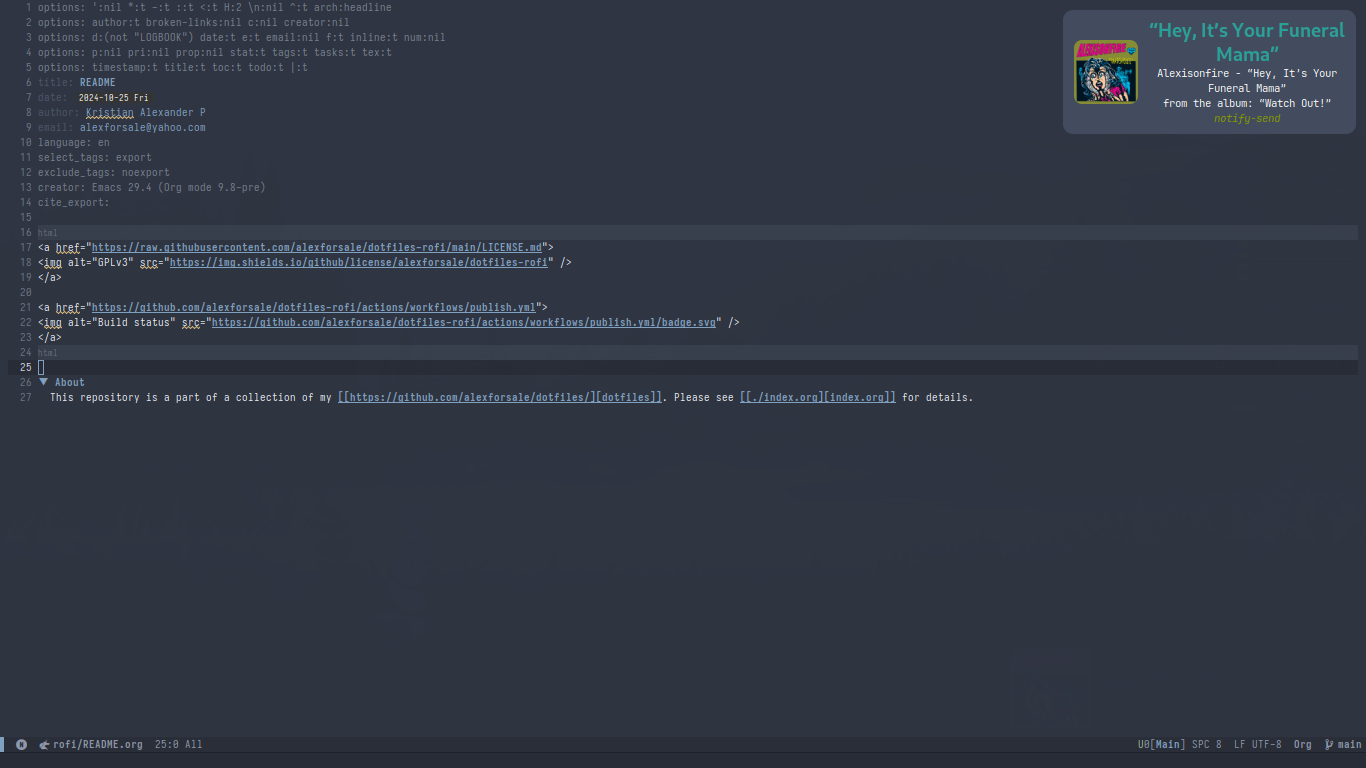 1 options: ':nil *:t -:t ::t <:t H:2 \n:nil ^:t arch:headline
2 options: author:t broken-links:nil c:nil creator:nil
3 options: d:(not "LOGBOOK") date:t e:t email:nil f:t inline:t num:nil
4 options: p:nil pri:nil prop:nil stat:t tags:t tasks:t tex:t
5 options: timestamp:t title:t toc:t todo:t |:t
6 title: README
7 date: 2024-10-25 Fri
8 author: Kristian Alexander P
9 email: alexforsale@yahoo.com
10 language: en
11 select_tags: export
12 exclude_tags: noexport
13 creator: Emacs 29.4 (Org mode 9.8-pre)
14 cite_export:
15
16 html
17 <a href="https://raw.githubusercontent.com/alexforsale/dotfiles-rofi/main/LICENSE.md">
18 <img alt="GPLv3" src="https://img.shields.io/github/license/alexforsale/dotfiles-rofi" />
19 </a>
20
21 <a href="https://github.com/alexforsale/dotfiles-rofi/actions/workflows/publish.yml">
22 <img alt="Build status" src="https://github.com/alexforsale/dotfiles-rofi/actions/workflows/publish.yml/badge.svg" />
23 </a>
24 html
25
26 ▼ About
27 This repository is a part of a collection of my [[https://github.com/alexforsale/dotfiles/][dotfiles]]. Please see [[./index.org][index.org]] for details.
“Hey, It’s Your Funeral
Mama”
ALEXISONFIRE
Alexisonfire - “Hey, It’s Your
Funeral Mama”
from the album: “Watch Out!”
notify-send
N rofi/README.org 25:0 All
U0[Main] SPC 8 LF UTF-8 Org main